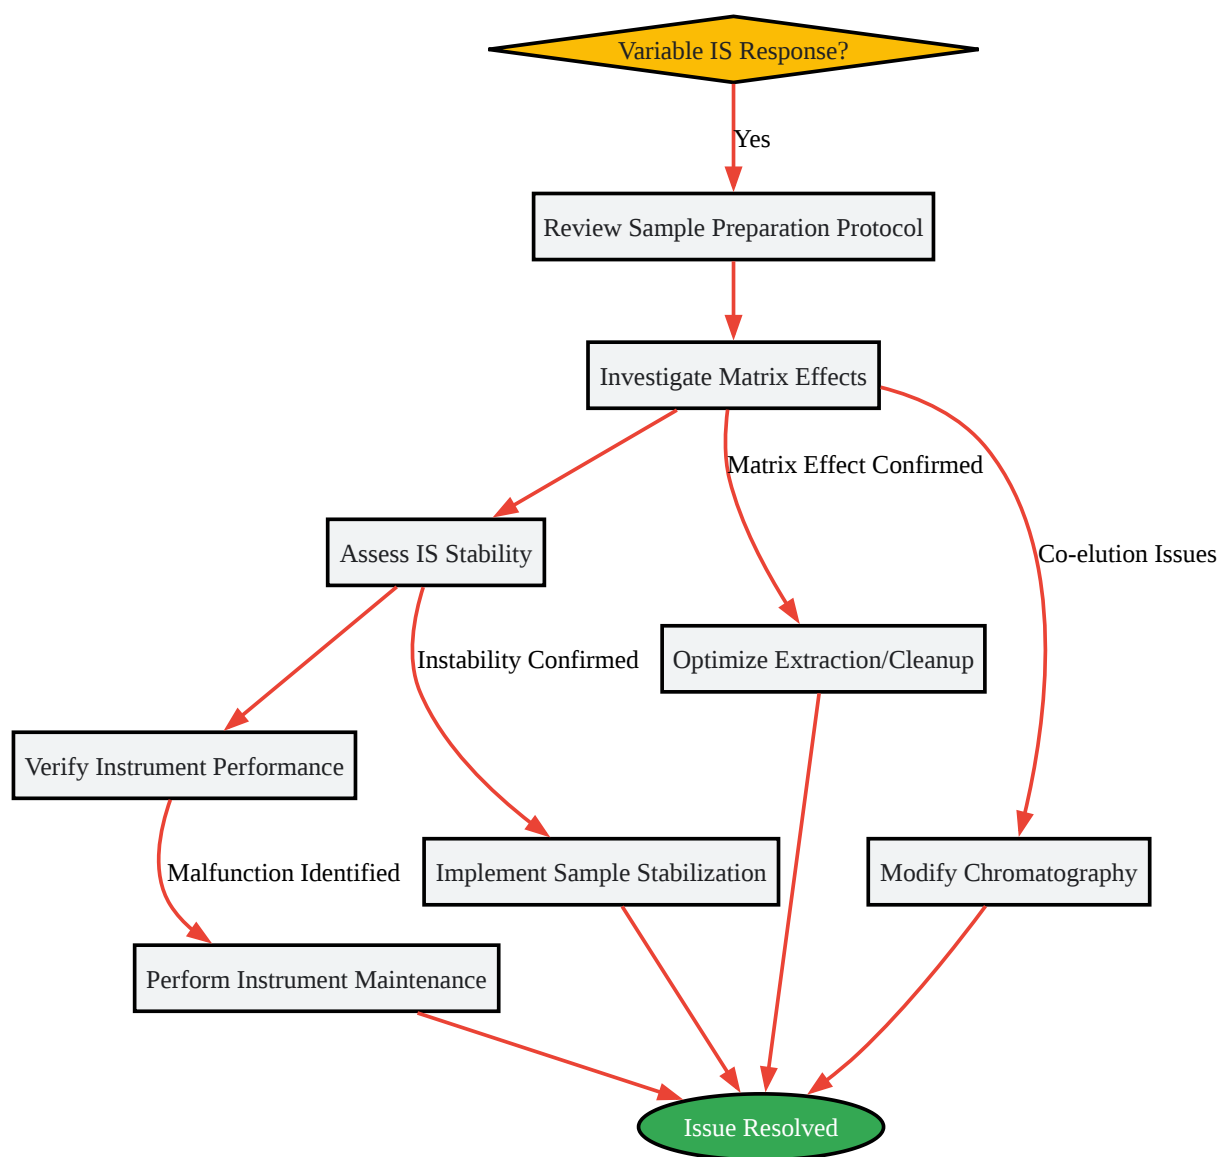 Variable IS Response?
Yes
Review Sample Preparation Protocol
Investigate Matrix Effects
Matrix Effect Confirmed
Assess IS Stability
Co-elution Issues
Instability Confirmed
Optimize Extraction/Cleanup
Verify Instrument Performance
Malfunction Identified
Implement Sample Stabilization
Modify Chromatography
Perform Instrument Maintenance
Issue Resolved